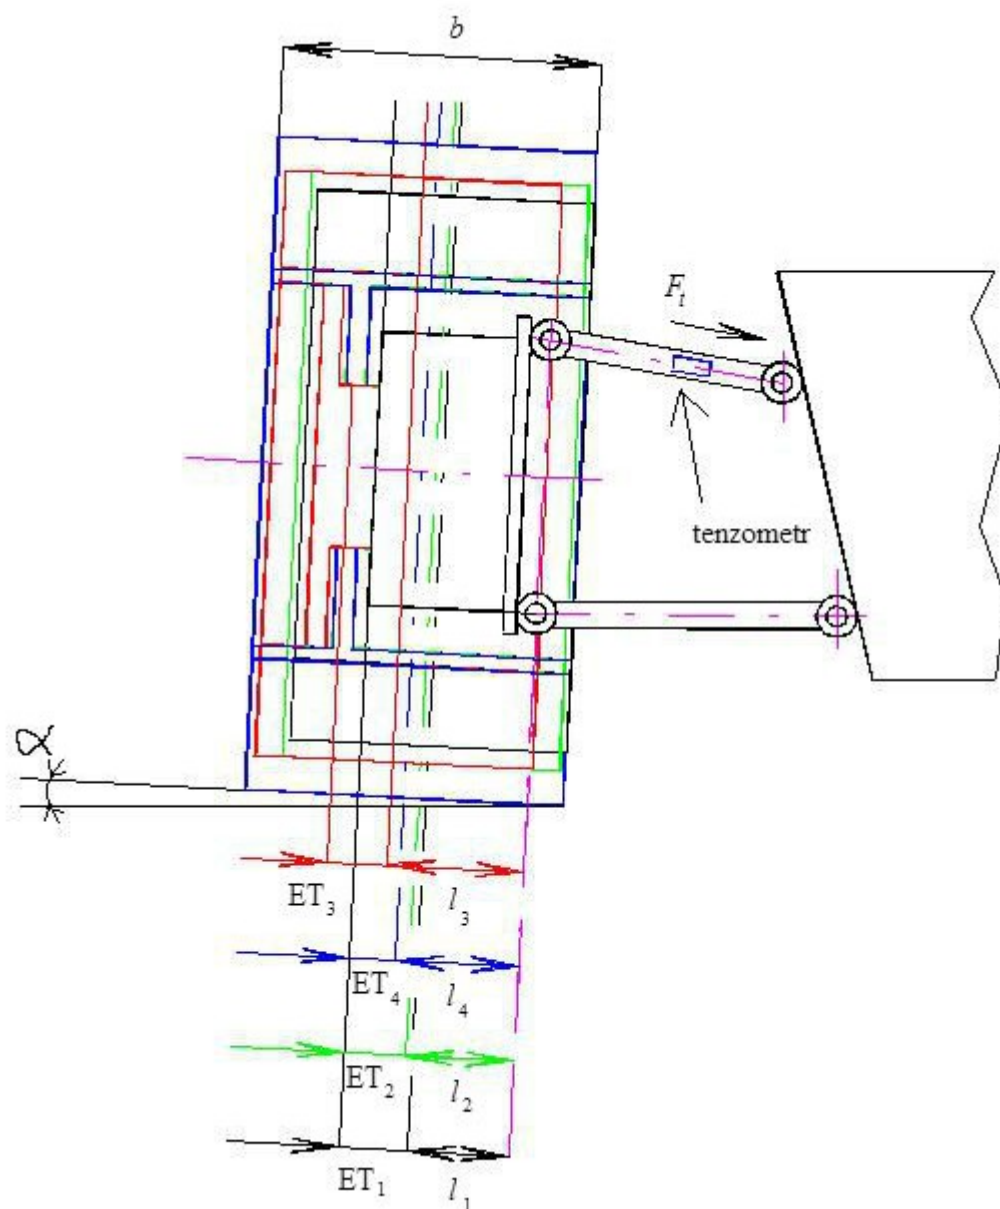 b
F_t
tenzometr
α
ET_3
l_3
ET_4
l_4
ET_2
l_2
ET_1
l_1